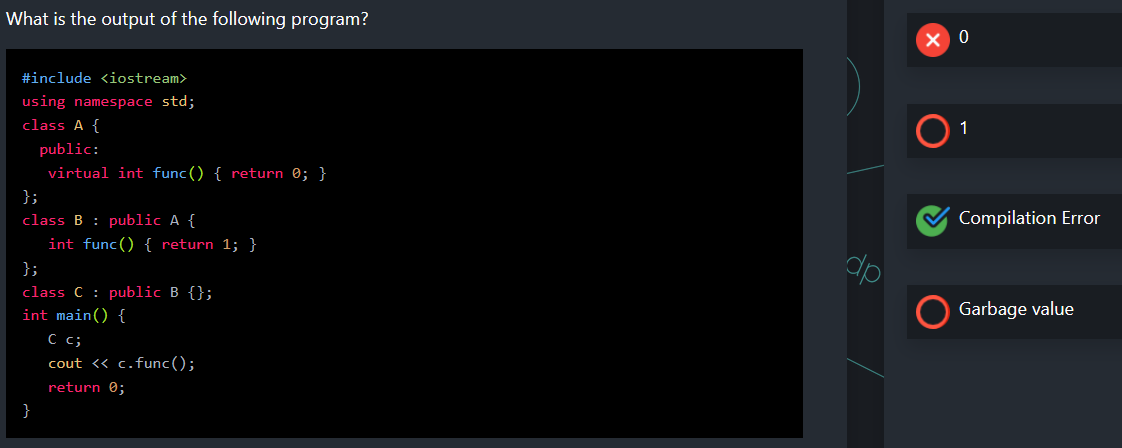 What is the output of the following program?
#include <iostream>
using namespace std;
class A {
  public:
   virtual int func() { return 0; }
};
class B : public A {
   int func() { return 1; }
};
class C : public B {};
int main() {
   C c;
   cout << c.func();
   return 0;
}
0
1
Compilation Error
Garbage value